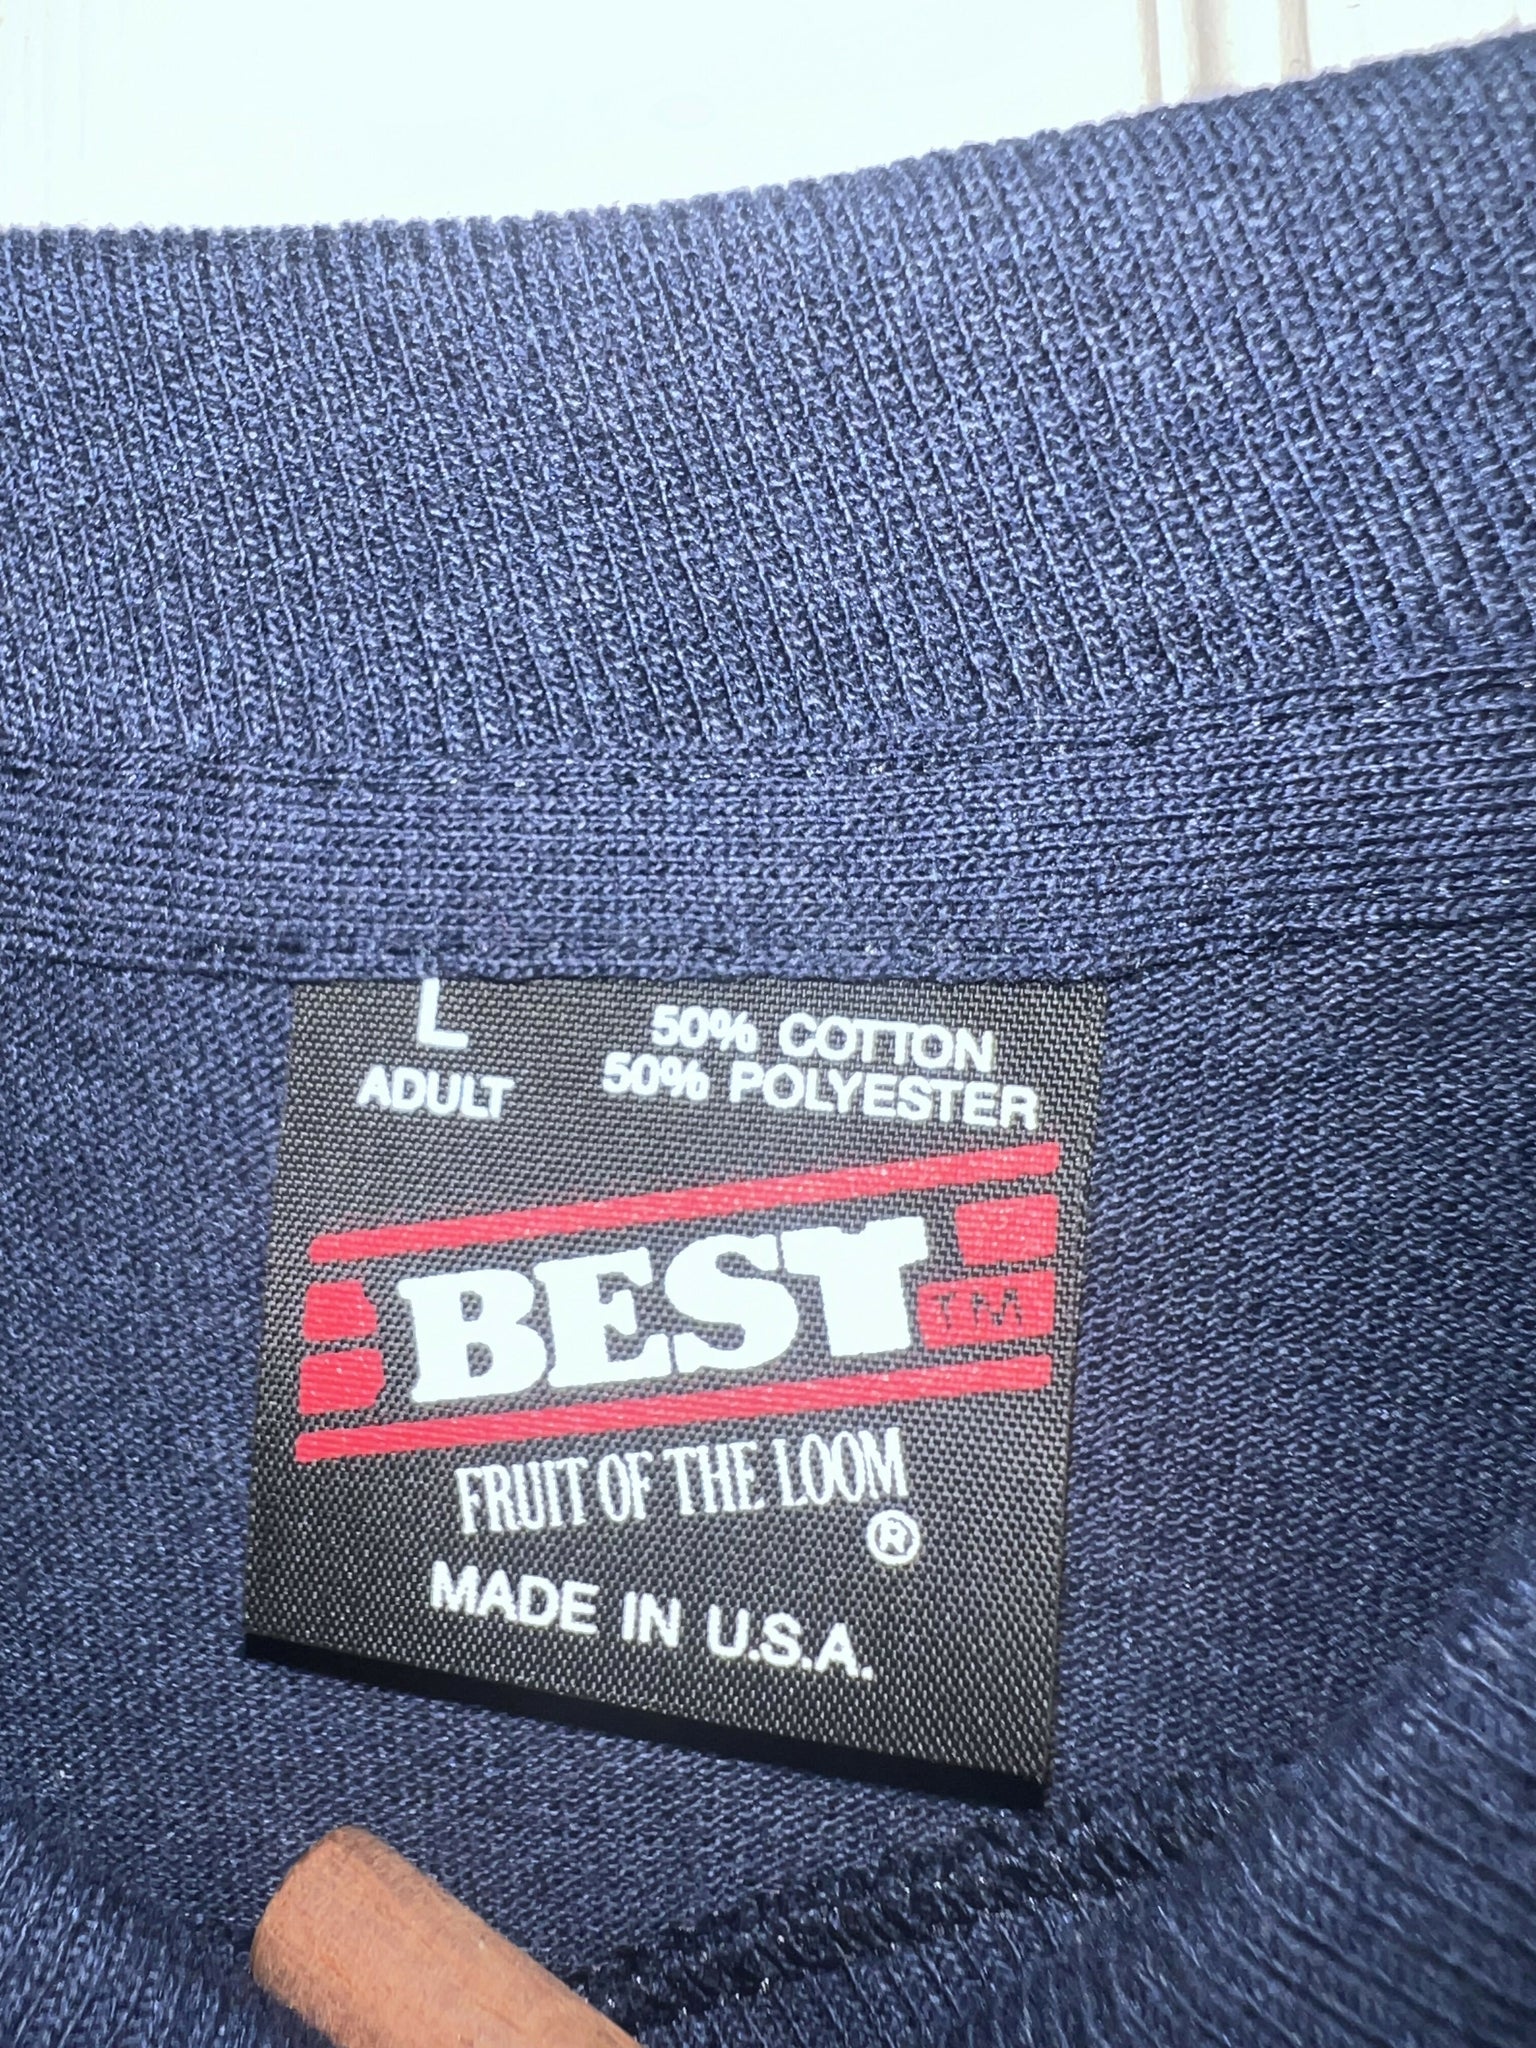 L
ADULT
50% COTTON
50% POLYESTER
BEST
TM
FRUIT OF THE LOOM
®
MADE IN U.S.A.